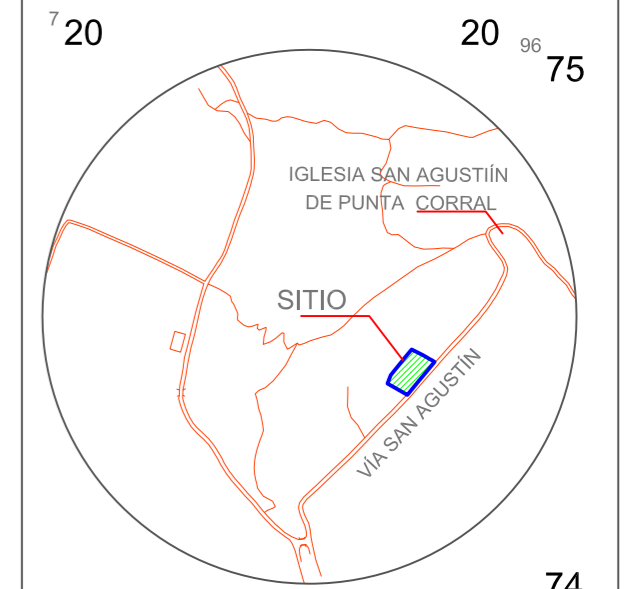 7 20 20 96 75
IGLESIA SAN AGUSTIÍN
DE PUNTA CORRAL
SITIO
VÍA SAN AGUSTÍN
74